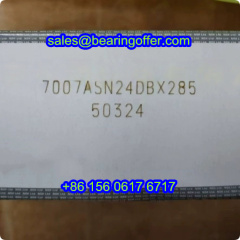 sales@bearingoffer.com
7007ASN24DBX285
50324
+86 156 0617 6717